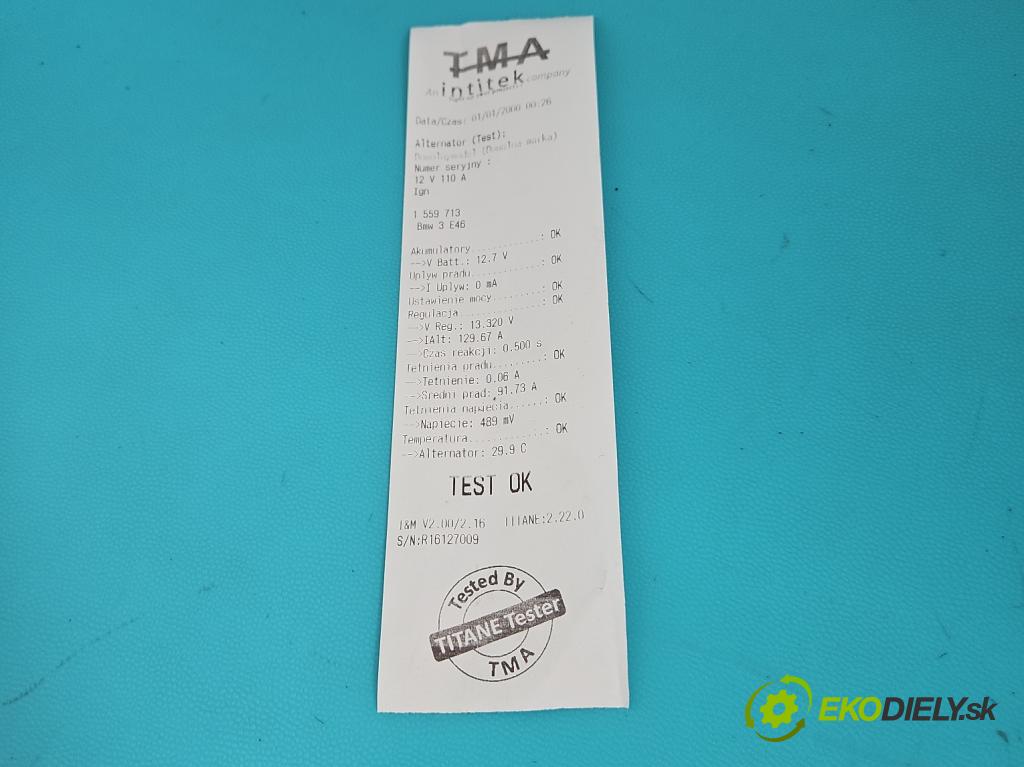 TMA
An intitek company
Data/Czas: 01/01/2000 00:26
Alternator (Test):
Domyslny model (Domyslna marka)
Numer seryjny :
12 V 110 A
Ign
1 559 713
Bmw 3 E46
Akumulatory...........: OK
-->V Batt.: 12.7 V
Uplyw pradu...........: OK
-->I Uplyw: 0 mA
Ustawienie mocy.......: OK
Regulacja.............: OK
-->V Reg.: 13.320 V
-->IAlt: 129.67 A
-->Czas reakcji: 0.500 s
Tetnienia pradu........: OK
-->Tetnienie: 0.06 A
-->Sredni prad: 91.73 A
Tetnienia napiecia.....: OK
-->Napiecie: 489 mV
Temperatura...........: OK
-->Alternator: 29.9 C
TEST OK
I&M V2.00/2.16 TITANE:2.22.0
S/N:R16127009
Tested By
TITANE Tester
TMA
EKODIELY.sk